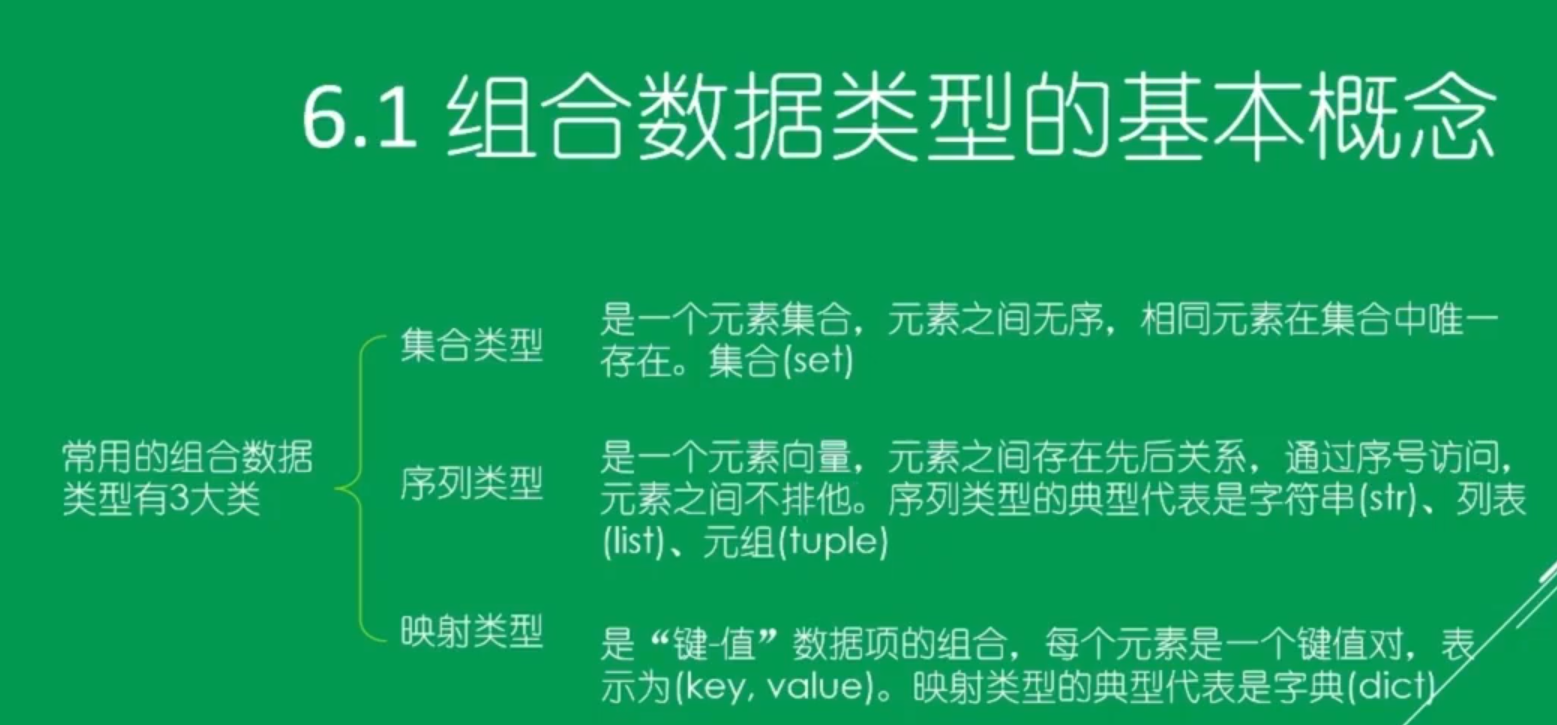 6.1 组合数据类型的基本概念
常用的组合数据
类型有3大类
集合类型
是一个元素集合，元素之间无序，相同元素在集合中唯一
存在。集合(set)
序列类型
是一个元素向量，元素之间存在先后关系，通过序号访问，
元素之间不排他。序列类型的典型代表是字符串(str)、列表
(list)、元组(tuple)
映射类型
是“键-值”数据项的组合，每个元素是一个键值对，表
示为(key, value)。映射类型的典型代表是字典(dict)